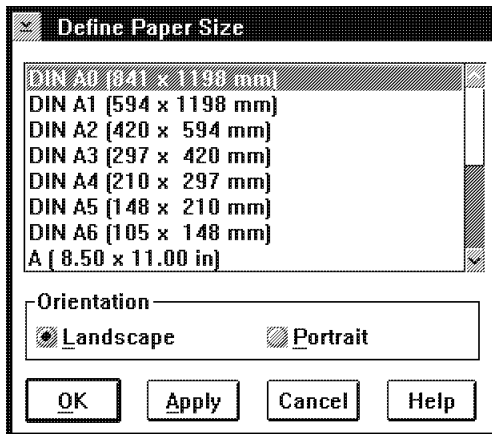 Define Paper Size
DIN A0 (841 x 1198 mm)
DIN A1 (594 x 1198 mm)
DIN A2 (420 x 594 mm)
DIN A3 (297 x 420 mm)
DIN A4 (210 x 297 mm)
DIN A5 (148 x 210 mm)
DIN A6 (105 x 148 mm)
A ( 8.50 x 11.00 in)
Orientation
Landscape Portrait
OK Apply Cancel Help